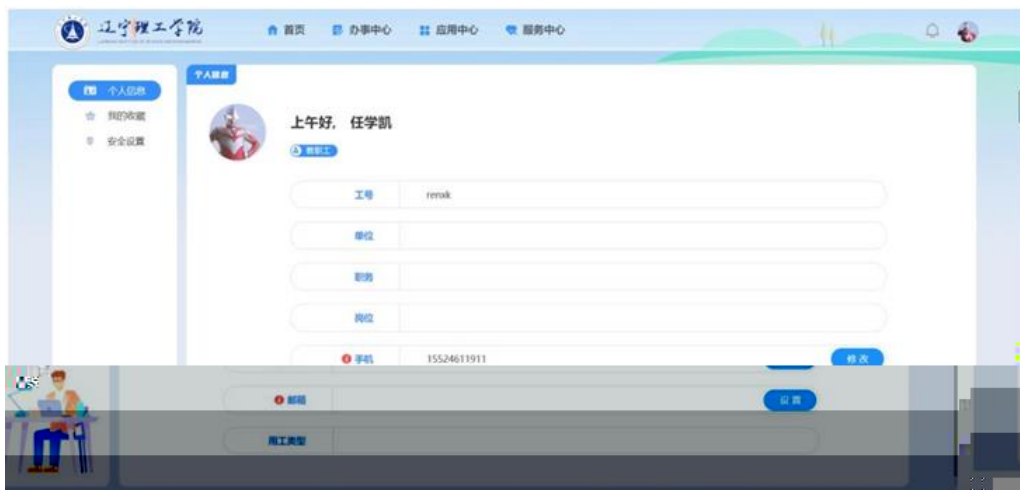 辽宁理工学院
首页 办事中心 应用中心 服务中心
个人信息
我的收藏
安全设置
个人信息
上午好, 任学凯
教职工
工号 renxk
单位
职务
岗位
手机 15524611911 修改
邮箱 设置
用工类型